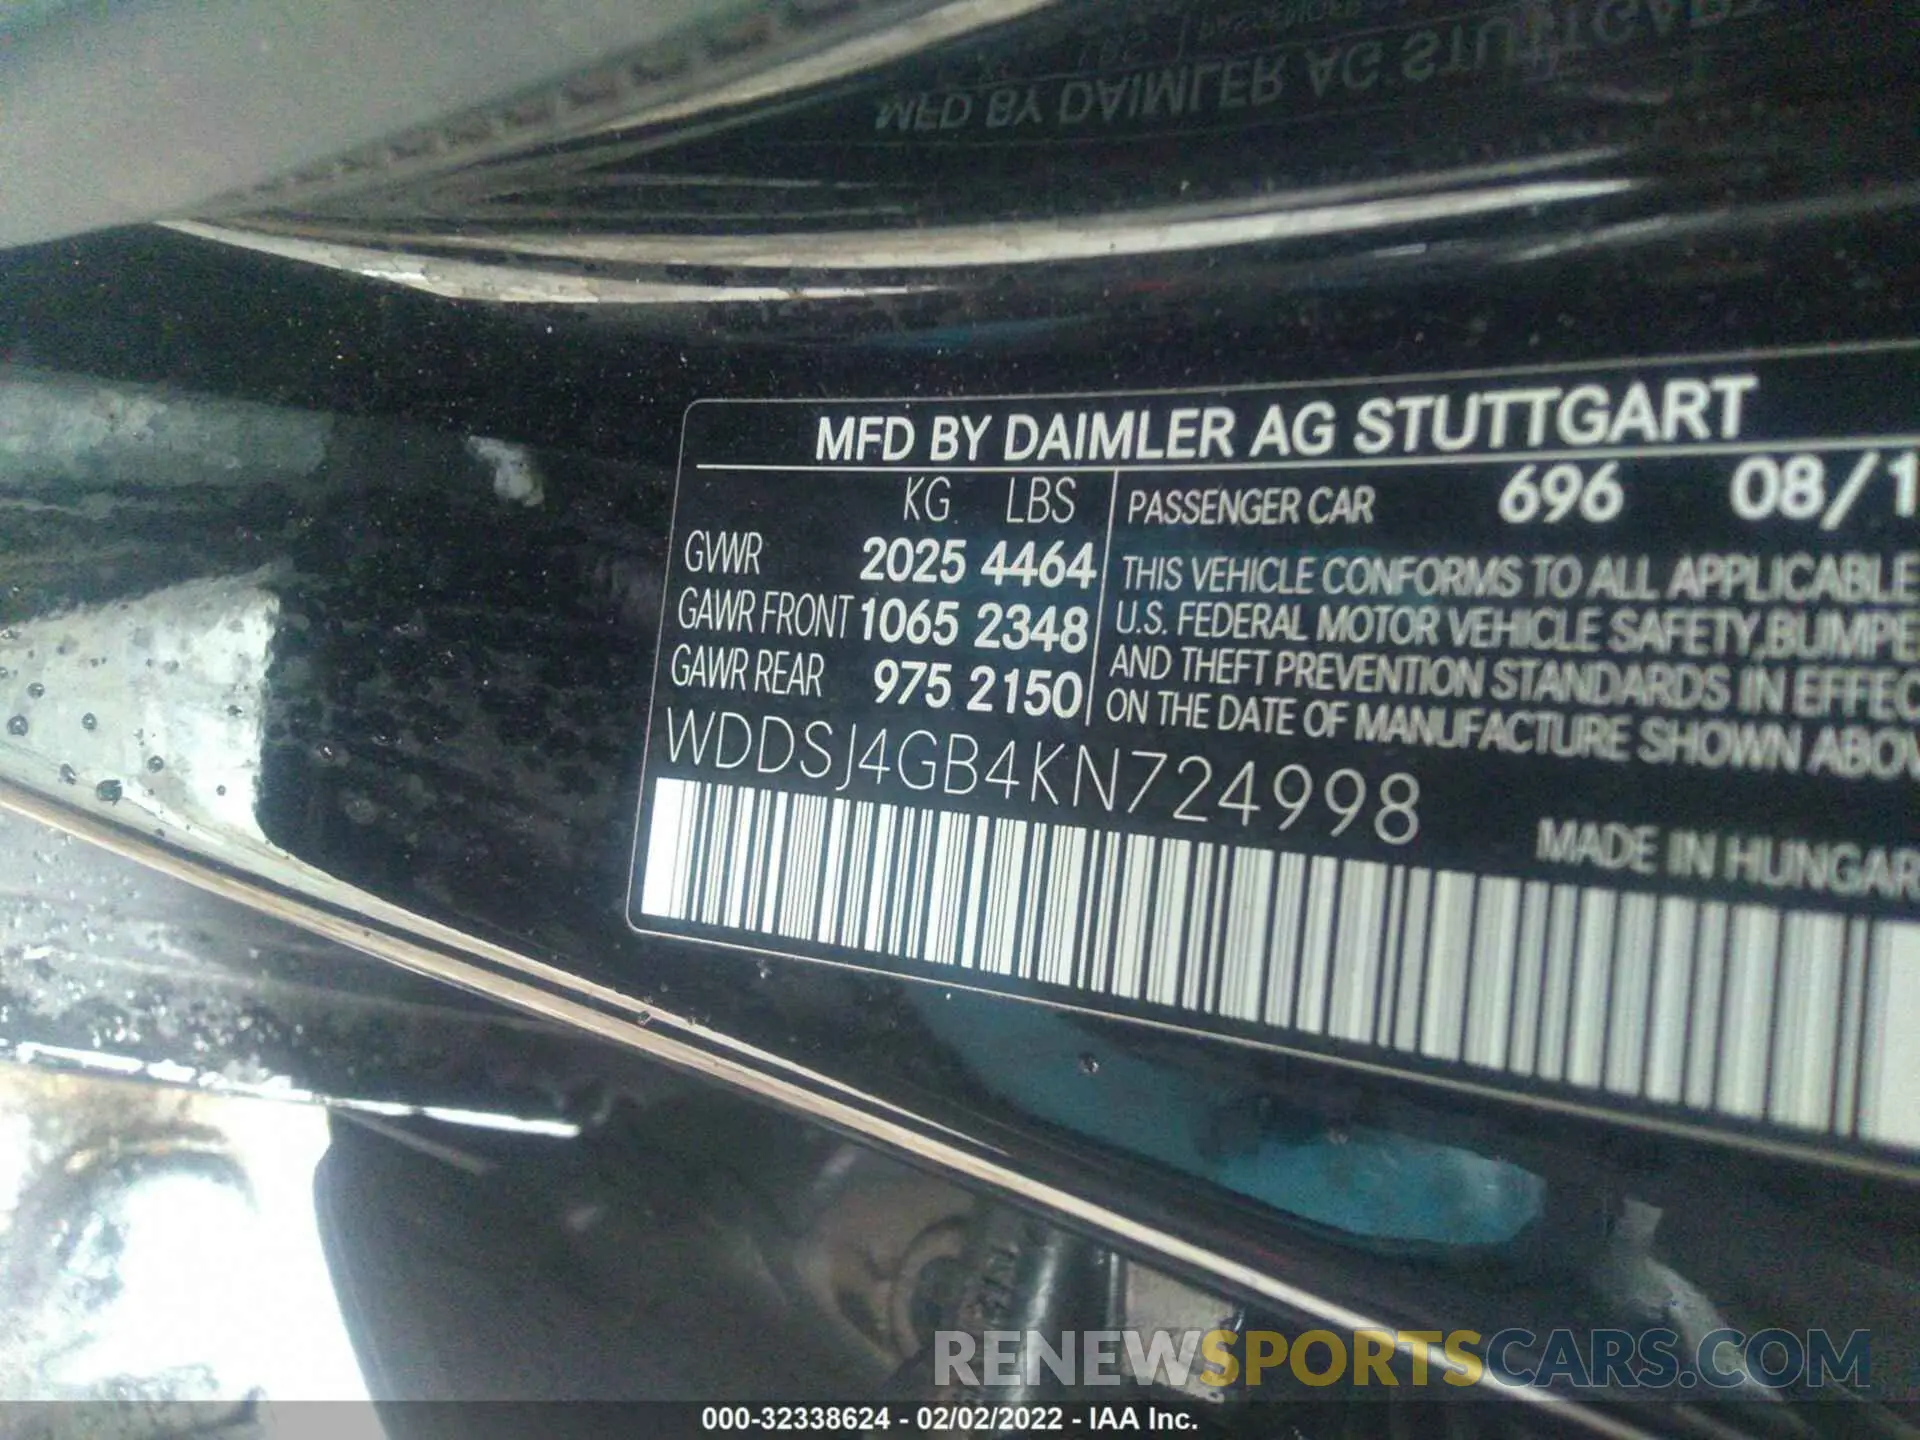 MFD BY DAIMLER AG STUTTGART
MFD BY DAIMLER AG STUTTGART
KG LBS
PASSENGER CAR 696 08/1
GVWR 2025 4464
GAWR FRONT 1065 2348
GAWR REAR 975 2150
THIS VEHICLE CONFORMS TO ALL APPLICABLE
U.S. FEDERAL MOTOR VEHICLE SAFETY, BUMPE
AND THEFT PREVENTION STANDARDS IN EFFEC
ON THE DATE OF MANUFACTURE SHOWN ABOV
WDDSJ4GB4KN724998
MADE IN HUNGAR
RENEWSPORTSCARS.COM
000-32338624 - 02/02/2022 - IAA Inc.